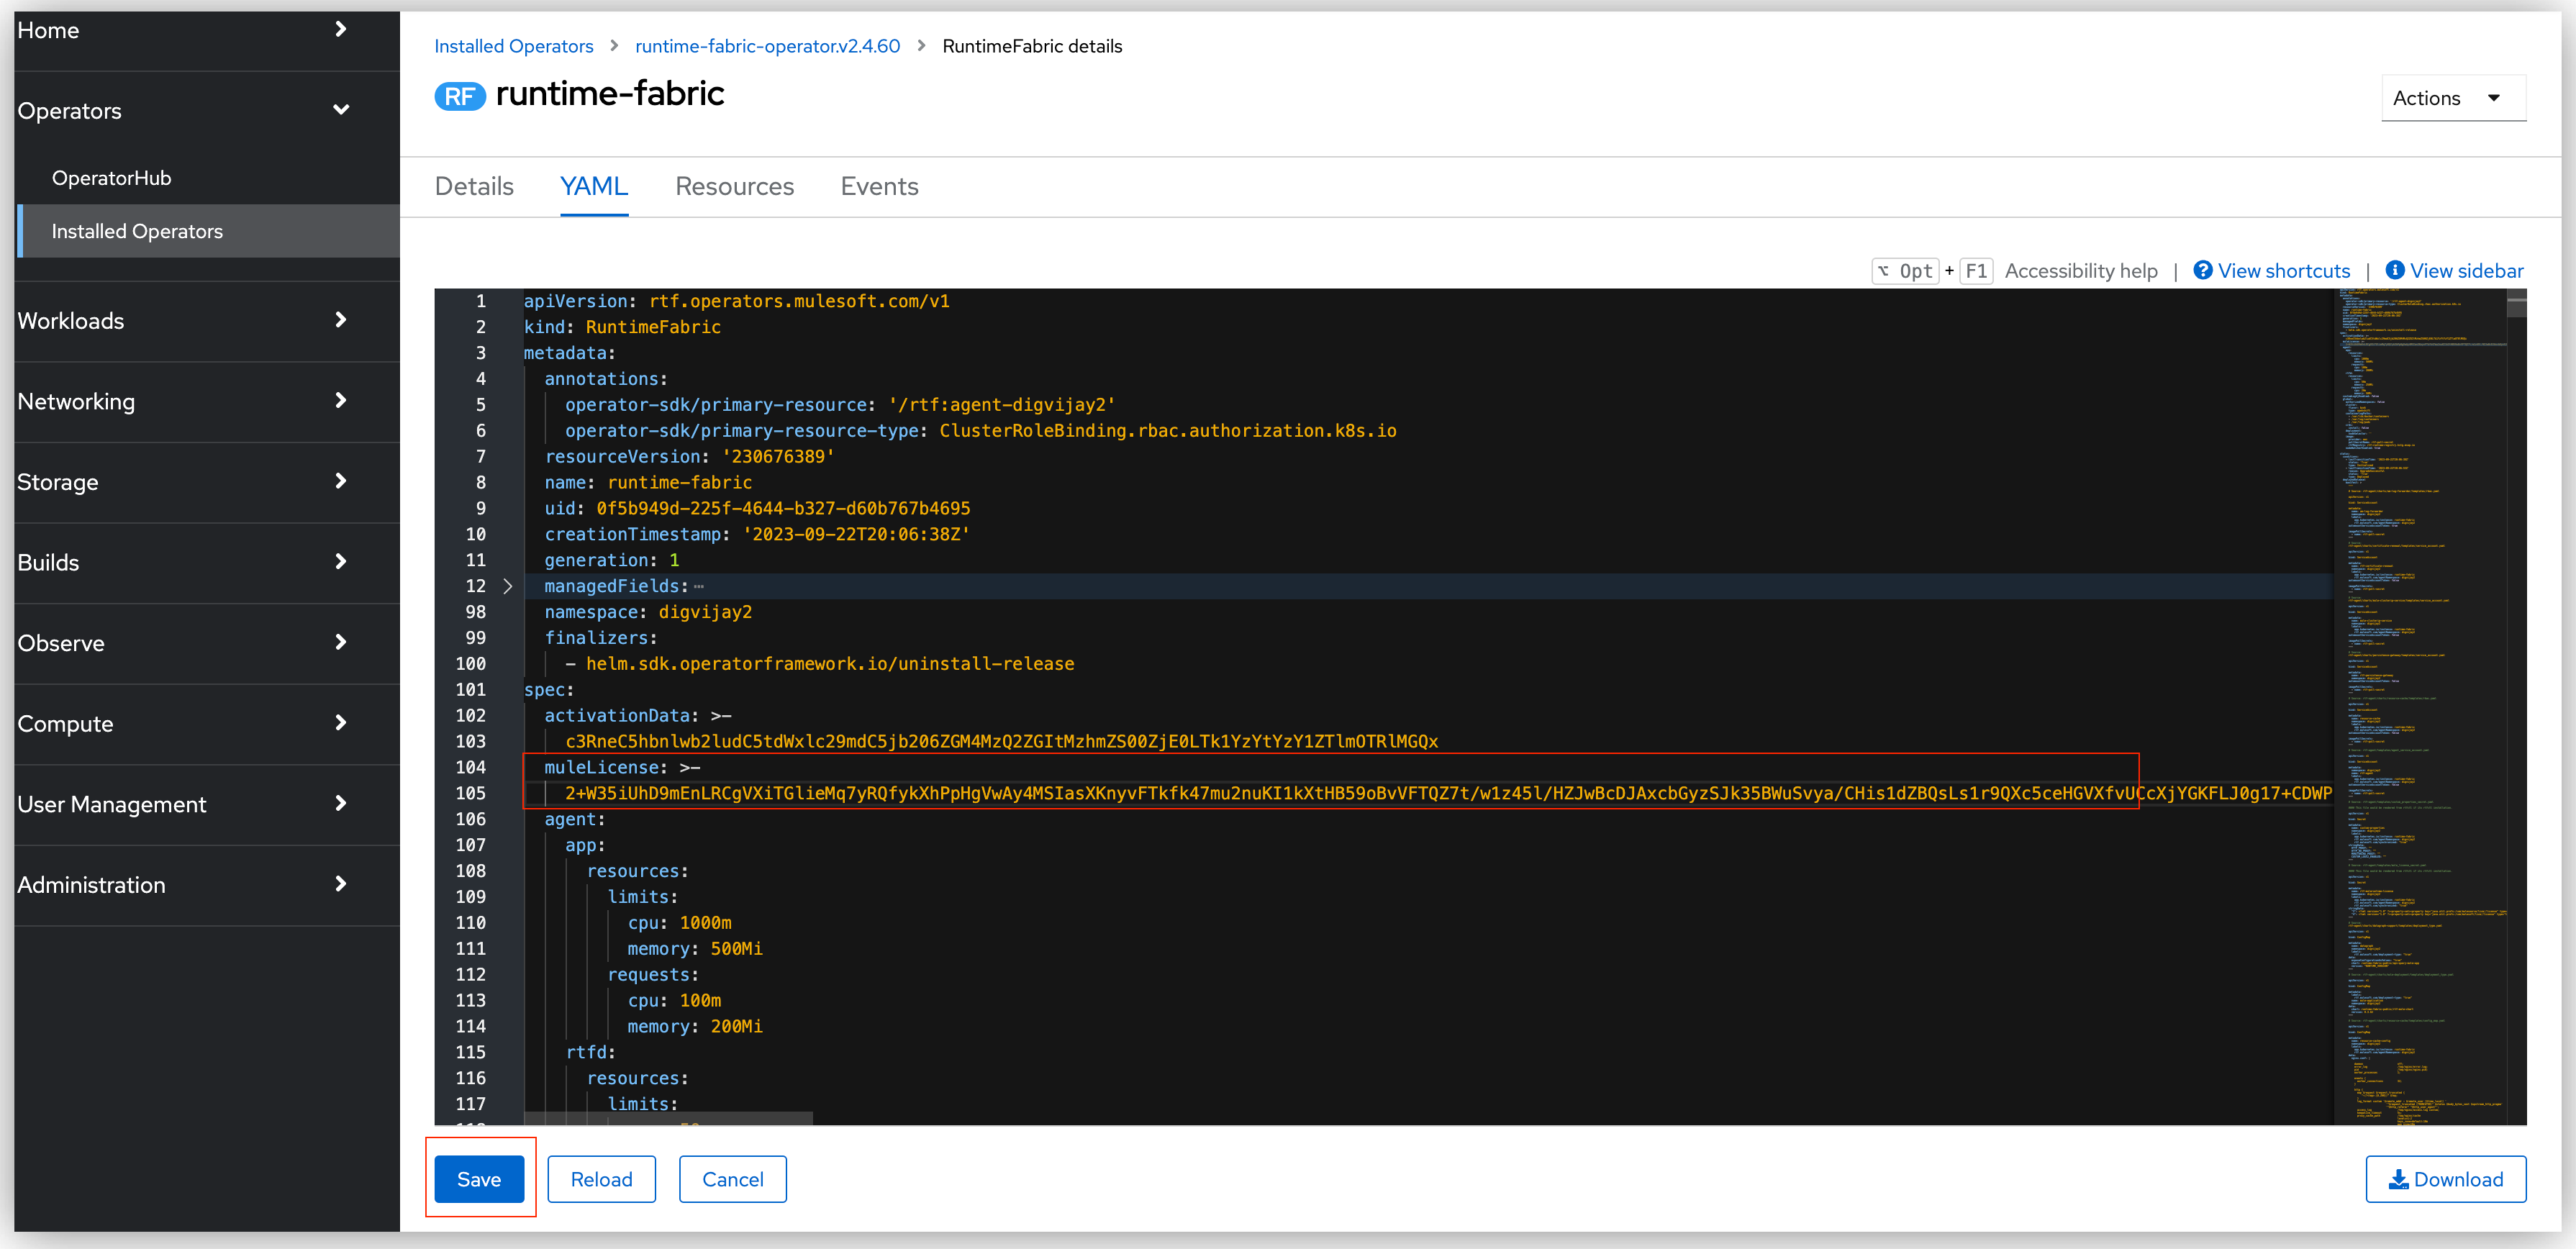 Home
Operators
OperatorHub
Installed Operators
Workloads
Networking
Storage
Builds
Observe
Compute
User Management
Administration
Installed Operators > runtime-fabric-operator.v2.4.60 > RuntimeFabric details
RF runtime-fabric
Actions
Details YAML Resources Events
⌥ Opt + F1 Accessibility help | View shortcuts | View sidebar
1 apiVersion: rtf.operators.mulesoft.com/v1
2 kind: RuntimeFabric
3 metadata:
4 annotations:
5 operator-sdk/primary-resource: '/rtf:agent-digvijay2'
6 operator-sdk/primary-resource-type: ClusterRoleBinding.rbac.authorization.k8s.io
7 resourceVersion: '230676389'
8 name: runtime-fabric
9 uid: 0f5b949d-225f-4644-b327-d60b767b4695
10 creationTimestamp: '2023-09-22T20:06:38Z'
11 generation: 1
12 managedFields: ⋯
98 namespace: digvijay2
99 finalizers:
100 - helm.sdk.operatorframework.io/uninstall-release
101 spec:
102 activationData: >-
103 c3RneC5hbnlwb2ludC5tdWxlc29mdC5jb206ZGM4MzQ2ZGItMzhmZS00ZjE0LTk1YzYtYzY1ZTlmOTRlMGQx
104 muleLicense: >-
105 2+W35iUhD9mEnLRCgVXiTGlieMq7yRQfykXhPpHgVwAy4MSIasXKnyvFTkfk47mu2nuKI1kXtHB59oBvVFTQZ7t/w1z45l/HZJwBcDJAxcbGyzSJk35BWuSvya/CHis1dZBQsLs1r9QXc5ceHGVXfvUCcXjYGKFLJ0g17+CDWP
106 agent:
107 app:
108 resources:
109 limits:
110 cpu: 1000m
111 memory: 500Mi
112 requests:
113 cpu: 100m
114 memory: 200Mi
115 rtfd:
116 resources:
117 limits:
Save Reload Cancel Download